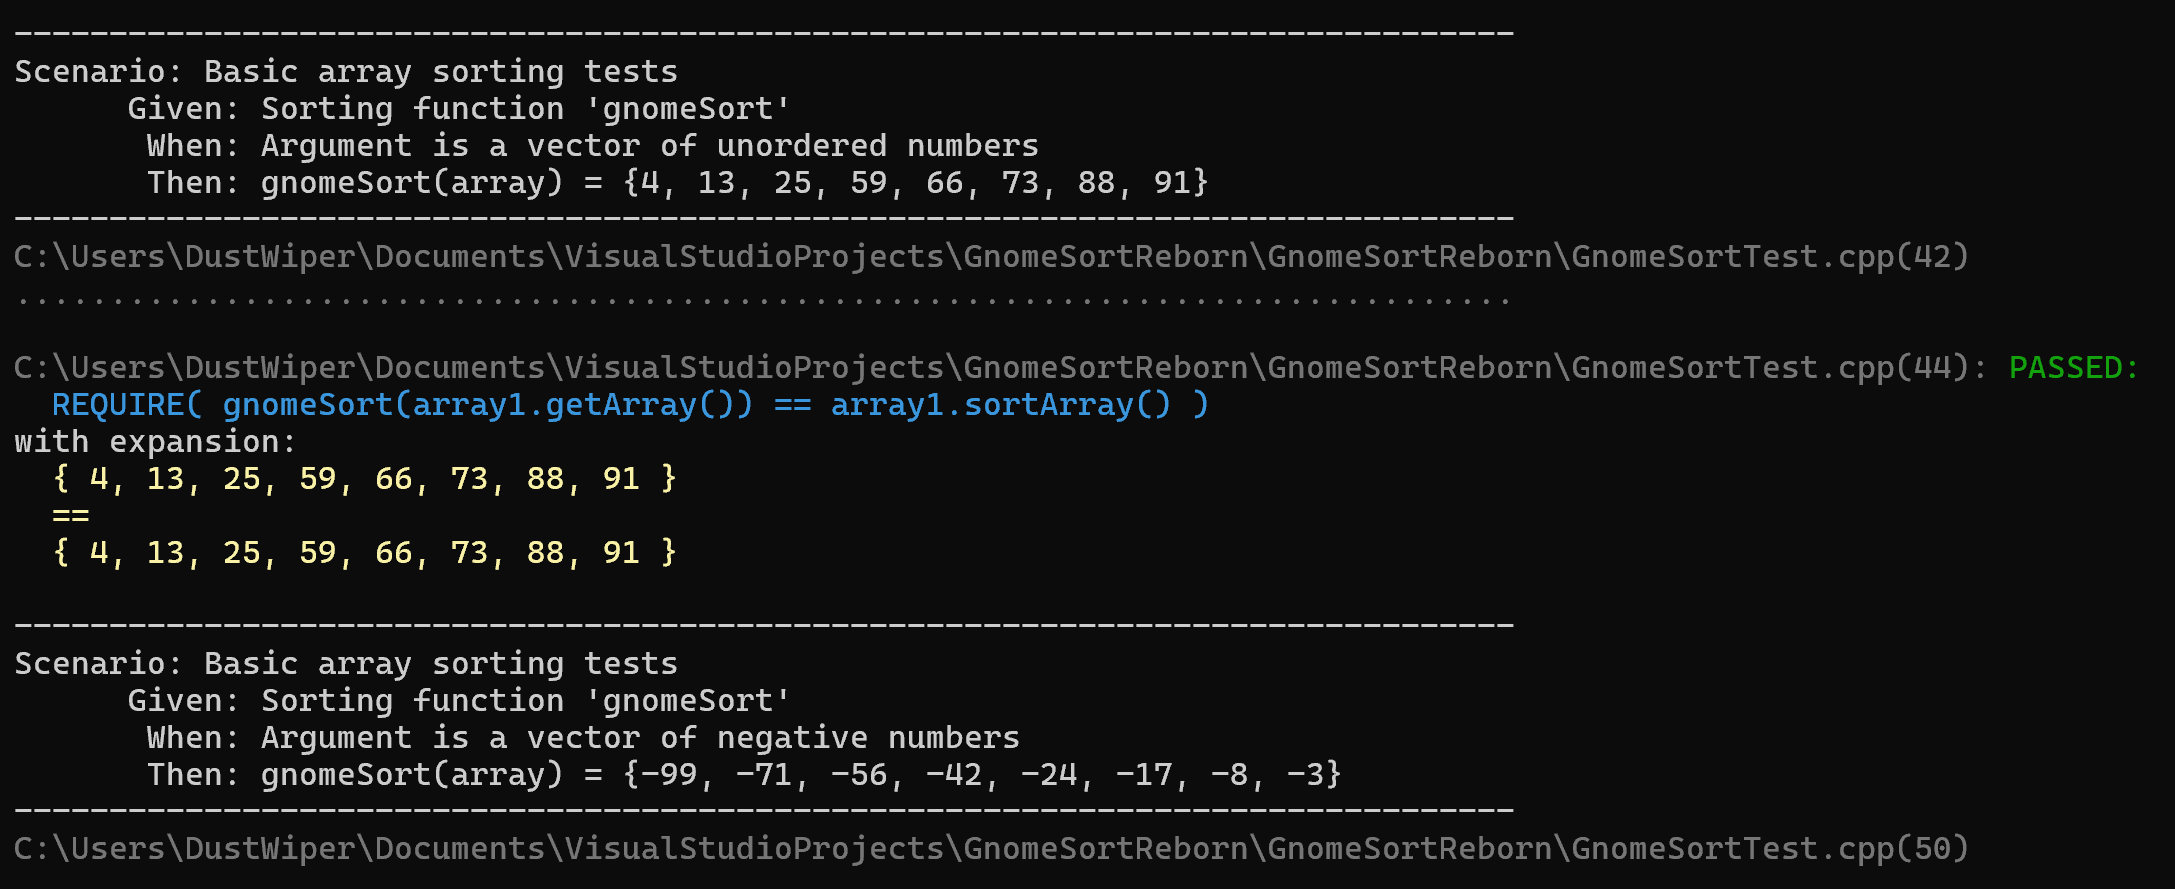 -------------------------------------------------------------------------------
Scenario: Basic array sorting tests
      Given: Sorting function 'gnomeSort'
       When: Argument is a vector of unordered numbers
       Then: gnomeSort(array) = {4, 13, 25, 59, 66, 73, 88, 91}
-------------------------------------------------------------------------------
C:\Users\DustWiper\Documents\VisualStudioProjects\GnomeSortReborn\GnomeSortReborn\GnomeSortTest.cpp(42)
...............................................................................
C:\Users\DustWiper\Documents\VisualStudioProjects\GnomeSortReborn\GnomeSortReborn\GnomeSortTest.cpp(44): PASSED:
  REQUIRE( gnomeSort(array1.getArray()) == array1.sortArray() )
with expansion:
  { 4, 13, 25, 59, 66, 73, 88, 91 }
  ==
  { 4, 13, 25, 59, 66, 73, 88, 91 }
-------------------------------------------------------------------------------
Scenario: Basic array sorting tests
      Given: Sorting function 'gnomeSort'
       When: Argument is a vector of negative numbers
       Then: gnomeSort(array) = {-99, -71, -56, -42, -24, -17, -8, -3}
-------------------------------------------------------------------------------
C:\Users\DustWiper\Documents\VisualStudioProjects\GnomeSortReborn\GnomeSortReborn\GnomeSortTest.cpp(50)